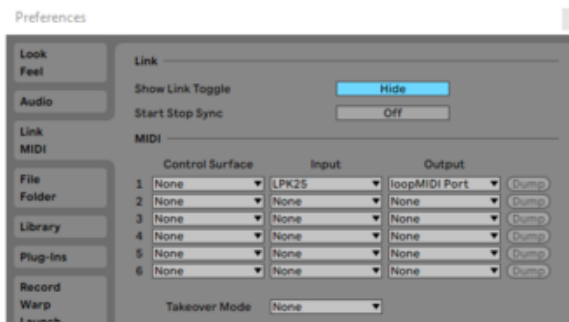 Preferences
Look
Feel
Audio
Link
MIDI
File
Folder
Library
Plug-Ins
Record
Warp
Launch
Link
Show Link Toggle Hide
Start Stop Sync Off
MIDI
Control Surface Input Output
1 None LPK25 loopMIDI Port Dump
2 None None None Dump
3 None None None Dump
4 None None None Dump
5 None None None Dump
6 None None None Dump
Takeover Mode None